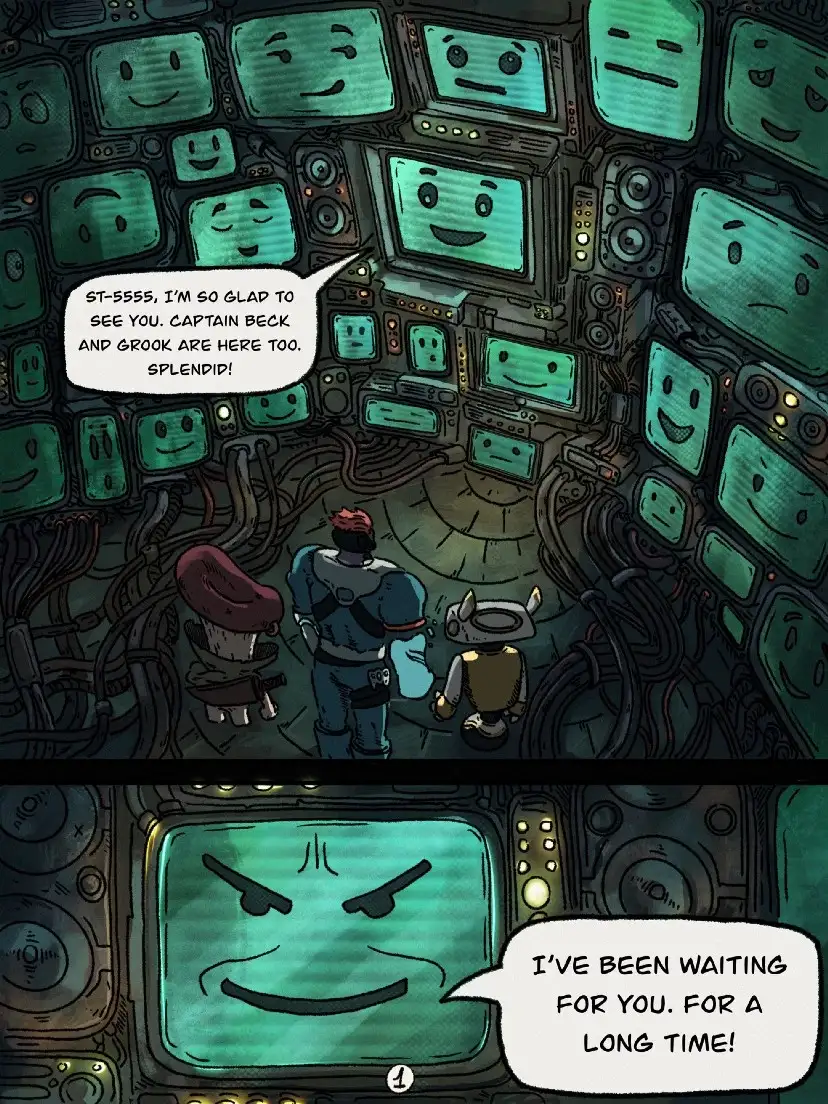 ST-5555, I'M SO GLAD TO
SEE YOU. CAPTAIN BECK
AND GROOK ARE HERE TOO.
SPLENDID!
I'VE BEEN WAITING
FOR YOU. FOR A
LONG TIME!
1